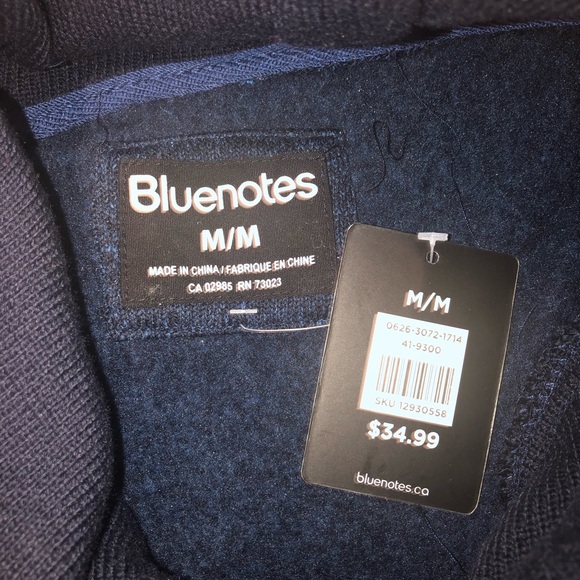 Bluenotes
M/M
MADE IN CHINA / FABRIQUE EN CHINE
CA 02985 RN 73023
M/M
0626-3072-1714
41-9300
SKU 12930558
$34.99
bluenotes.ca